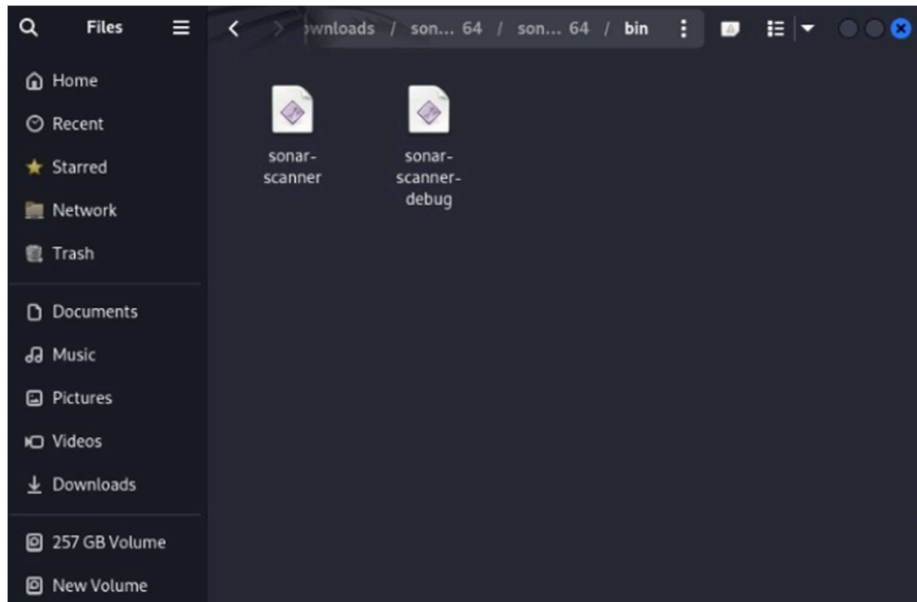 Files
wnloads / son... 64 / son... 64 / bin
Home
Recent
Starred
Network
Trash
Documents
Music
Pictures
Videos
Downloads
257 GB Volume
New Volume
sonar-
scanner
sonar-
scanner-
debug